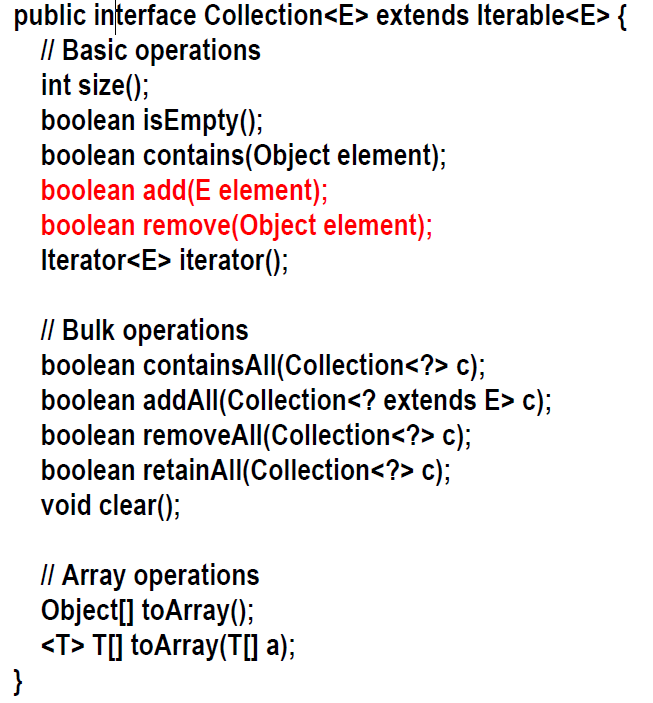 public interface Collection<E> extends Iterable<E> {
// Basic operations
int size();
boolean isEmpty();
boolean contains(Object element);
boolean add(E element);
boolean remove(Object element);
Iterator<E> iterator();
// Bulk operations
boolean containsAll(Collection<?> c);
boolean addAll(Collection<? extends E> c);
boolean removeAll(Collection<?> c);
boolean retainAll(Collection<?> c);
void clear();
// Array operations
Object[] toArray();
<T> T[] toArray(T[] a);
}